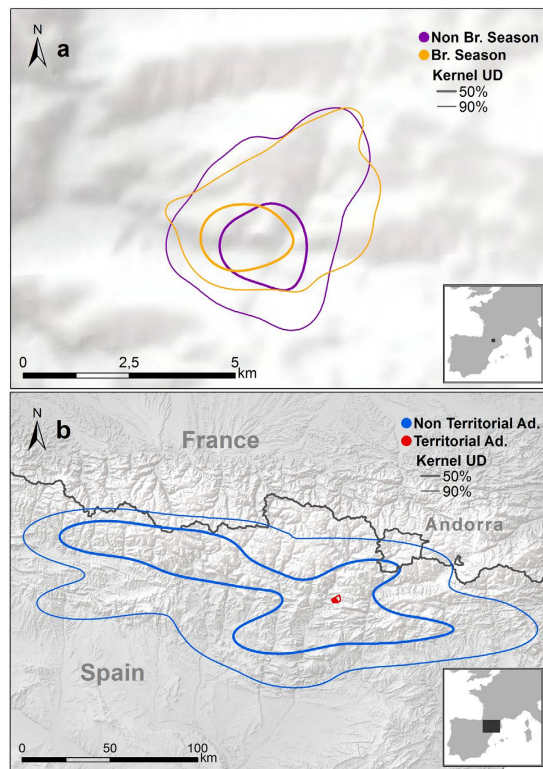 N
a
Non Br. Season
Br. Season
Kernel UD
50%
90%
0 2,5 5
km
N
b
France
Non Territorial Ad.
Territorial Ad.
Kernel UD
50%
90%
Andorra
Spain
0 25 50 100
km